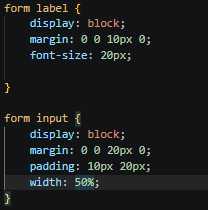 form label {
display: block;
margin: 0 0 10px 0;
font-size: 20px;
}
form input {
display: block;
margin: 0 0 20px 0;
padding: 10px 20px;
width: 50%;
}